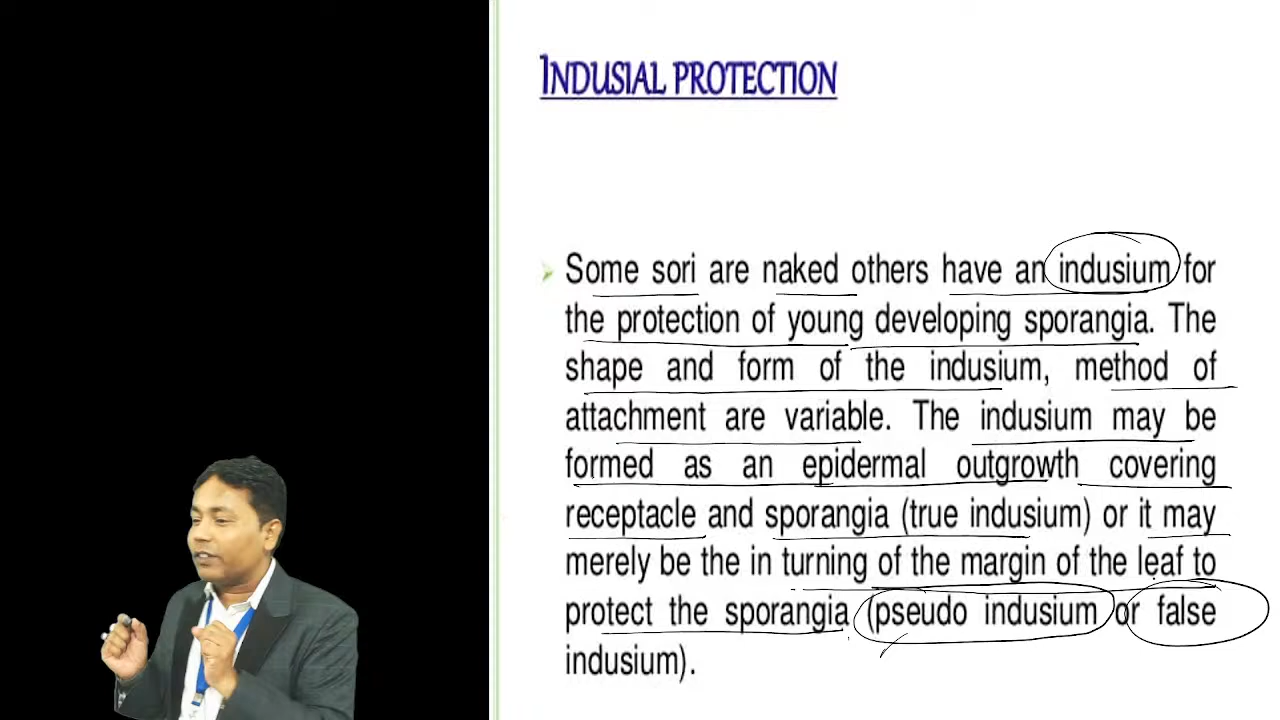 INDUSIAL PROTECTION
Some sori are naked others have an indusium for
the protection of young developing sporangia. The
shape and form of the indusium, method of
attachment are variable. The indusium may be
formed as an epidermal outgrowth covering
receptacle and sporangia (true indusium) or it may
merely be the in turning of the margin of the leaf to
protect the sporangia (pseudo indusium or false
indusium).